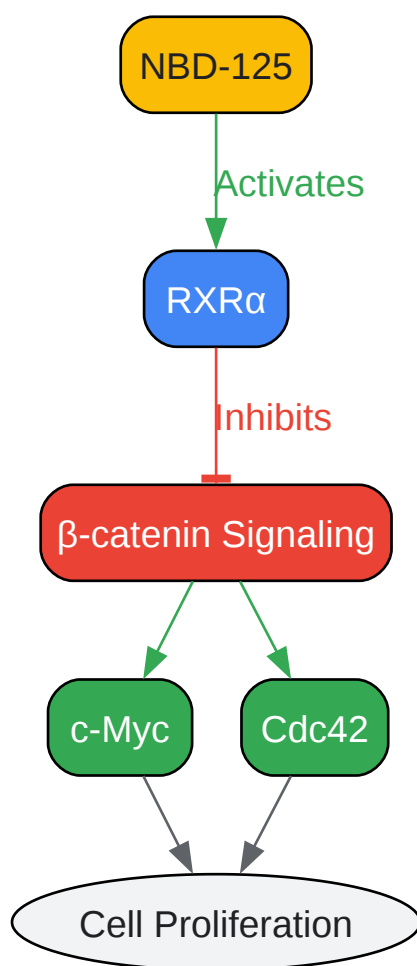 NBD-125
Activates
RXRα
Inhibits
β-catenin Signaling
c-Myc
Cdc42
Cell Proliferation